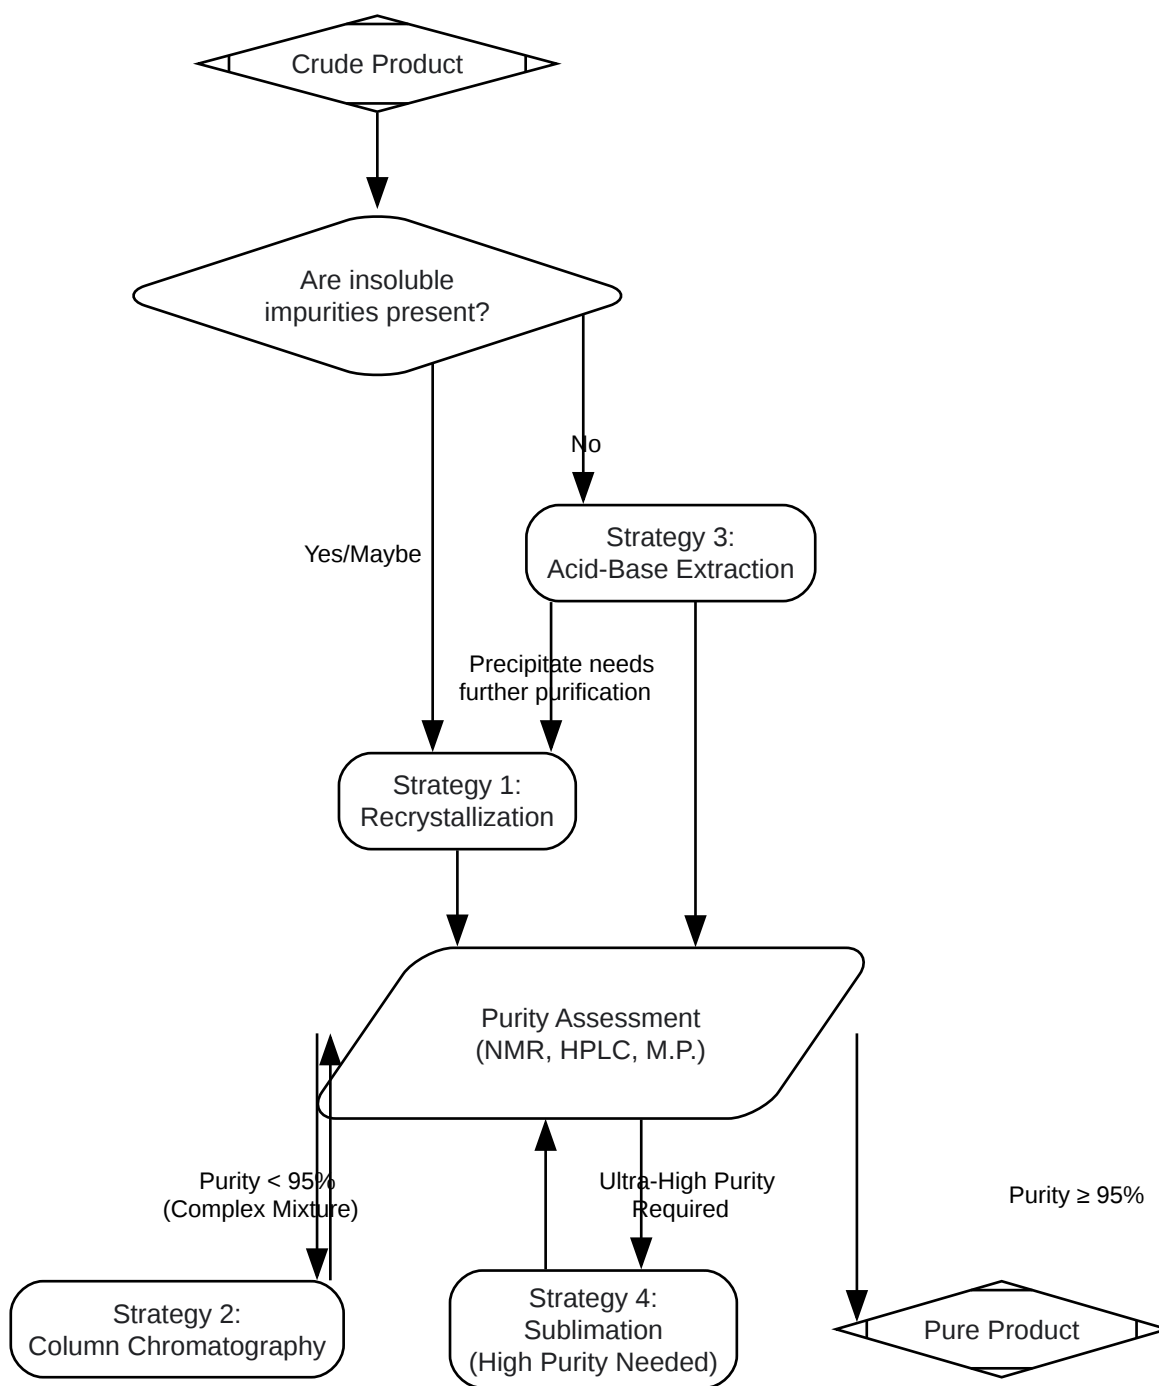 Crude Product
Are insoluble
impurities present?
No
Strategy 3:
Acid-Base Extraction
Yes/Maybe
Precipitate needs
further purification
Strategy 1:
Recrystallization
Purity Assessment
(NMR, HPLC, M.P.)
Purity < 95%
(Complex Mixture)
Ultra-High Purity
Required
Purity ≥ 95%
Strategy 2:
Column Chromatography
Strategy 4:
Sublimation
(High Purity Needed)
Pure Product